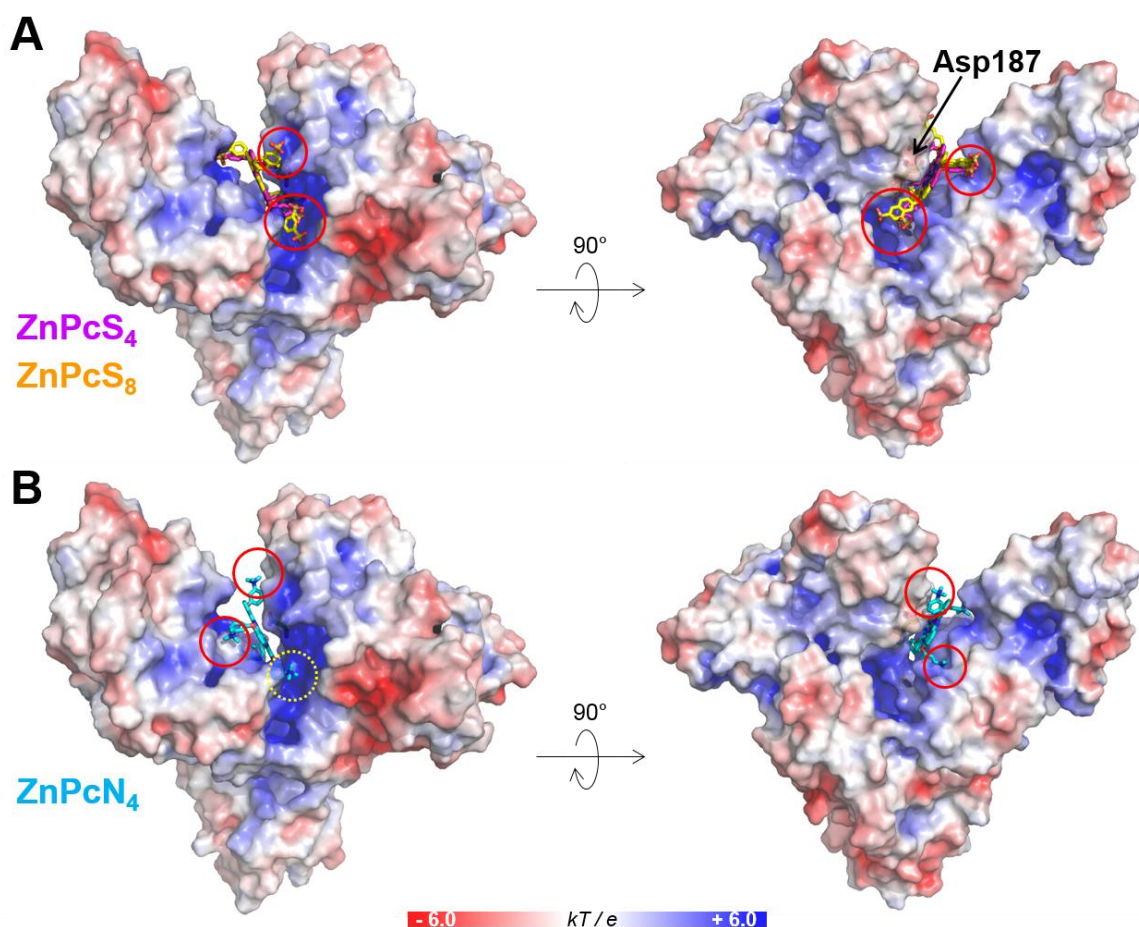 A
Asp187
90°
ZnPcS₄
ZnPcS₈
B
90°
ZnPcN₄
- 6.0 kT/e + 6.0